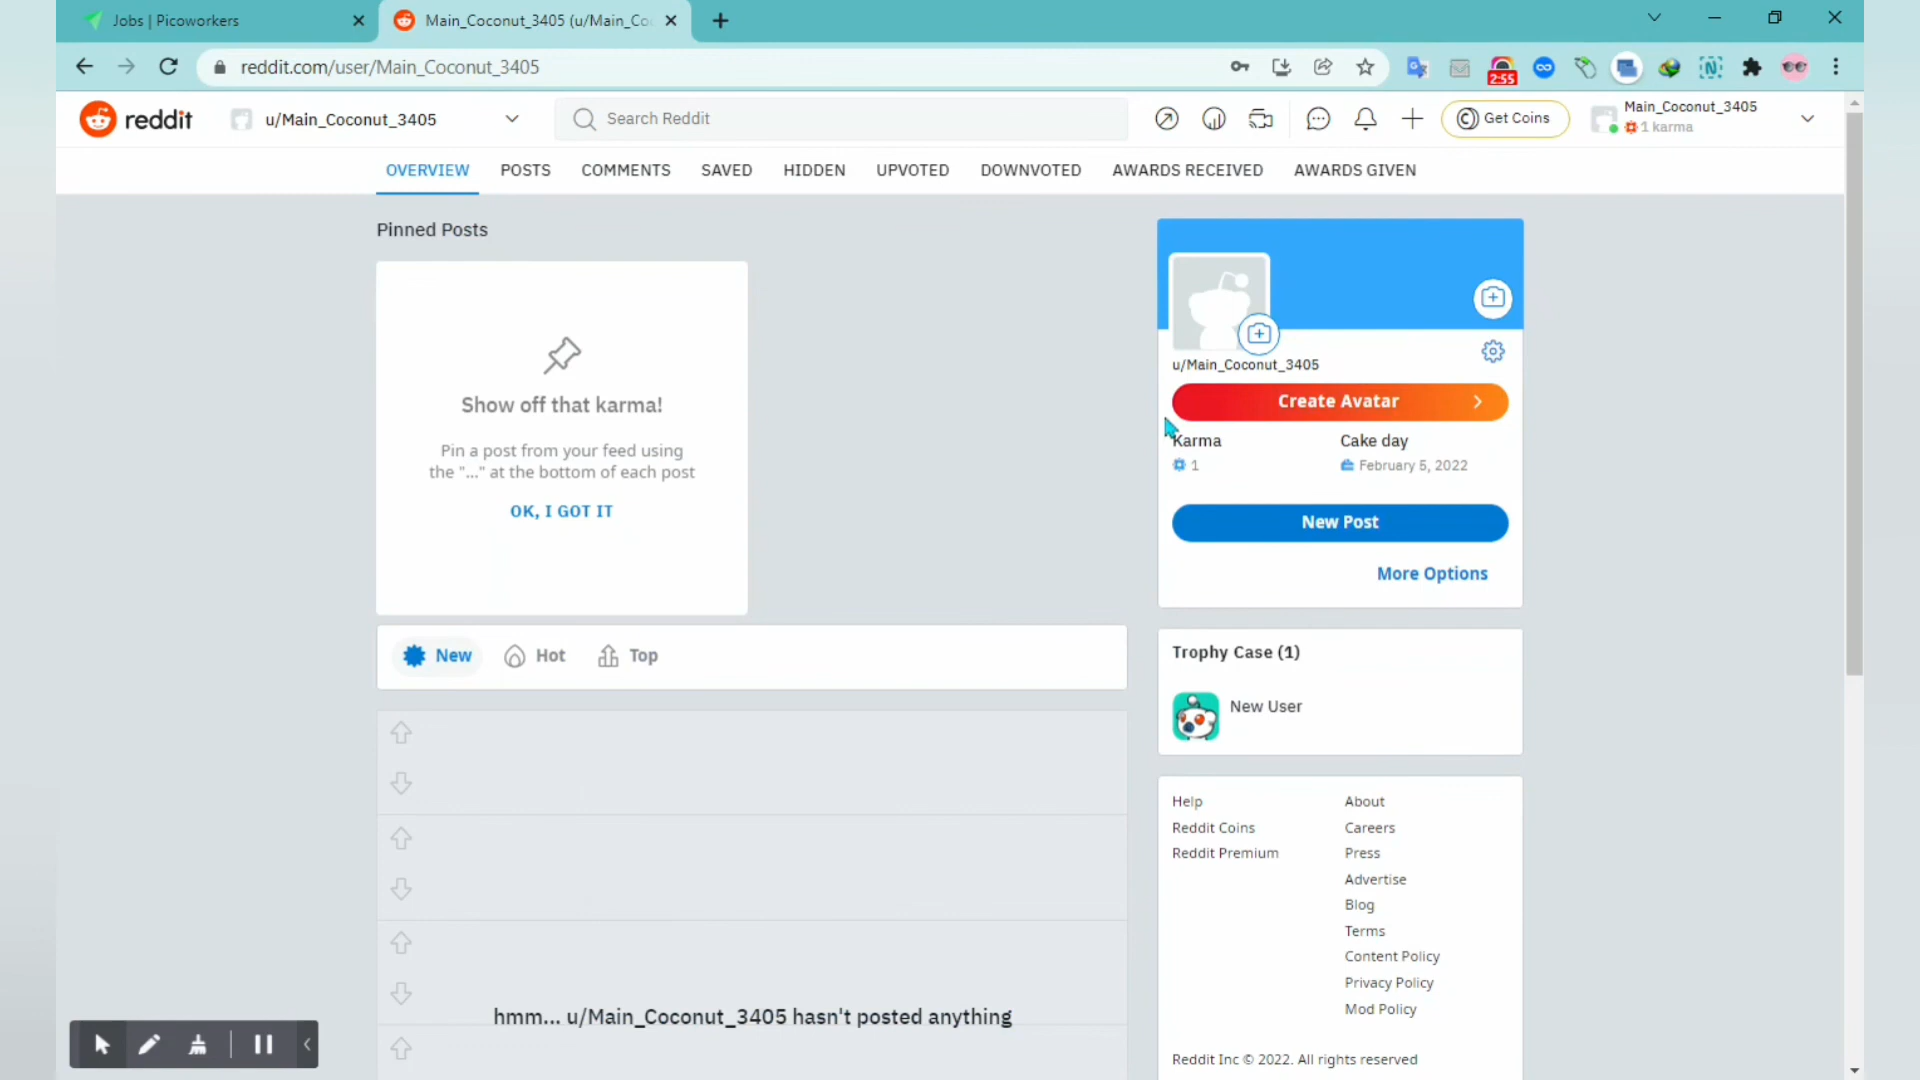 Jobs | Picoworkers
Main_Coconut_3405 (u/Main_Co
reddit.com/user/Main_Coconut_3405
2:55
reddit
u/Main_Coconut_3405
Search Reddit
Get Coins
Main_Coconut_3405
1 karma
OVERVIEW POSTS COMMENTS SAVED HIDDEN UPVOTED DOWNVOTED AWARDS RECEIVED AWARDS GIVEN
Pinned Posts
Show off that karma!
Pin a post from your feed using
the "..." at the bottom of each post
OK, I GOT IT
New Hot Top
hmm... u/Main_Coconut_3405 hasn't posted anything
u/Main_Coconut_3405
Create Avatar
Karma
1
Cake day
February 5, 2022
New Post
More Options
Trophy Case (1)
New User
Help
Reddit Coins
Reddit Premium
About
Careers
Press
Advertise
Blog
Terms
Content Policy
Privacy Policy
Mod Policy
Reddit Inc © 2022. All rights reserved